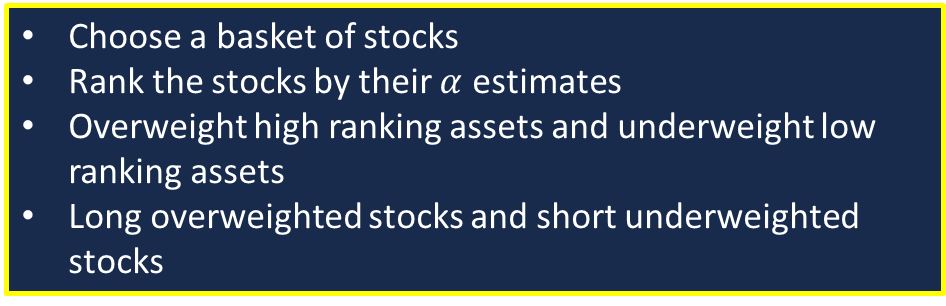 • Choose a basket of stocks
• Rank the stocks by their α estimates
• Overweight high ranking assets and underweight low
ranking assets
• Long overweighted stocks and short underweighted
stocks